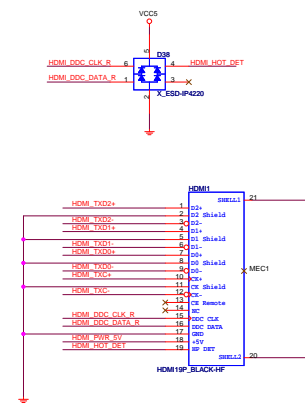 VCC5
D38
HDMI_DDC_CLK_R 6 4 HDMI_HOT_DET
HDMI_DDC_DATA_R 1 3
5
2
X_ESD-IP4220
HDMI1
SHELL1 21
HDMI_TXD2+ 1 D2+
2 D2 Shield
HDMI_TXD2- 3 D2-
HDMI_TXD1+ 4 D1+
5 D1 Shield
HDMI_TXD1- 6 D1-
HDMI_TXD0+ 7 D0+
8 D0 Shield
HDMI_TXD0- 9 D0-
HDMI_TXC+ 10 CK+
11 CK Shield
HDMI_TXC- 12 CK-
13 CE Remote
14 NC
HDMI_DDC_CLK_R 15 DDC CLK
HDMI_DDC_DATA_R 16 DDC DATA
17 GND
HDMI_PWR_5V 18 +5V
HDMI_HOT_DET 19 HP DET
MEC1
SHELL2 20
HDMI19P_BLACK-HF